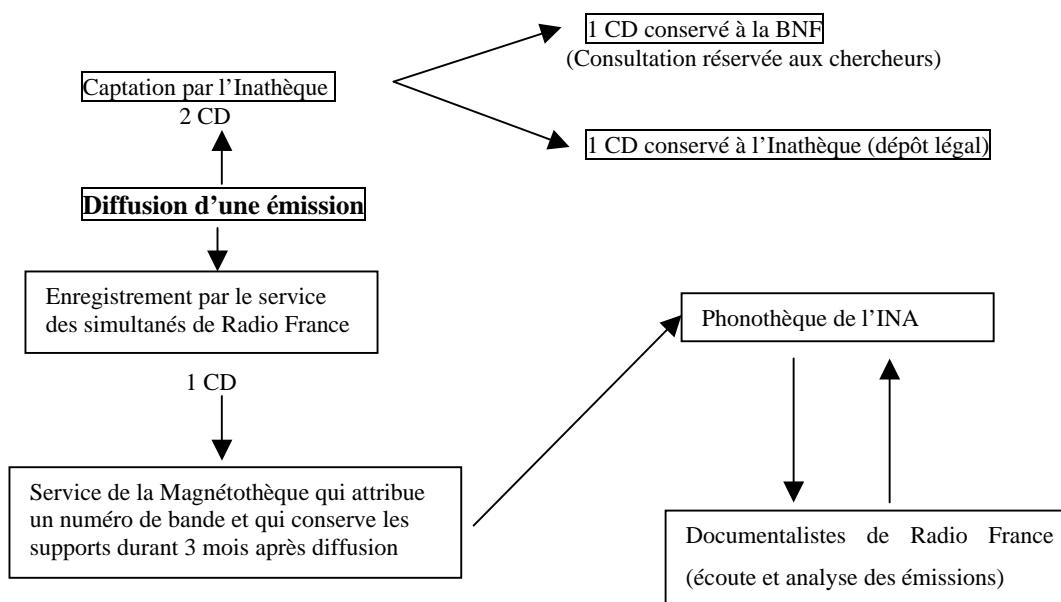 1 CD conservé à la BNF
(Consultation réservée aux chercheurs)
Captation par l’Inathèque
2 CD
1 CD conservé à l’Inathèque (dépôt légal)
Diffusion d’une émission
Enregistrement par le service
des simultanés de Radio France
Phonothèque de l’INA
1 CD
Service de la Magnétothèque qui attribue
un numéro de bande et qui conserve les
supports durant 3 mois après diffusion
Documentalistes de Radio France
(écoute et analyse des émissions)